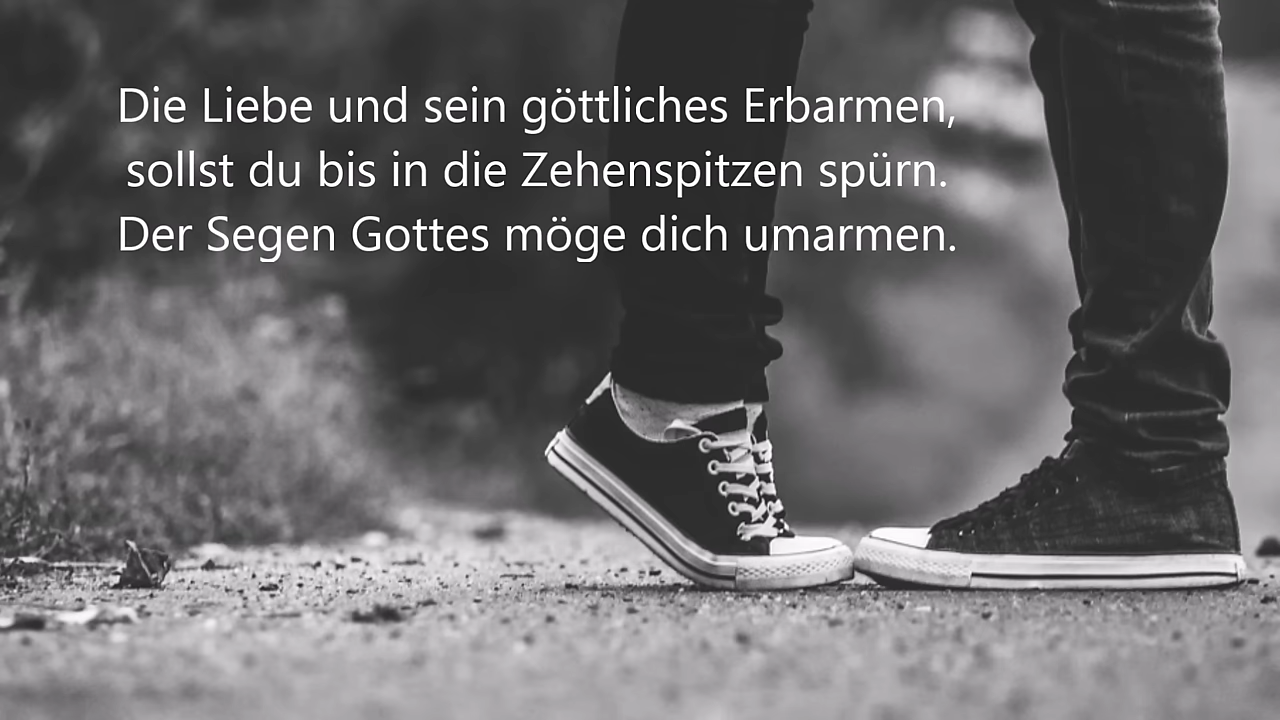 Die Liebe und sein göttliches Erbarmen,
sollst du bis in die Zehenspitzen spürn.
Der Segen Gottes möge dich umarmen.